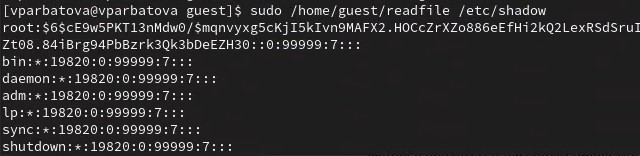 [vparbatova@vparbatova guest]$ sudo /home/guest/readfile /etc/shadow
root:$6$cE9w5PKT13nMdw0/$mqnvyxg5cKjI5kIvn9MAFX2.HOCcZrXZo886eEfHi2kQ2LexRSdSruI
Zt08.84iBrg94PbBzrk3Qk3bDeEZH30::0:99999:7:::
bin:*:19820:0:99999:7:::
daemon:*:19820:0:99999:7:::
adm:*:19820:0:99999:7:::
lp:*:19820:0:99999:7:::
sync:*:19820:0:99999:7:::
shutdown:*:19820:0:99999:7:::